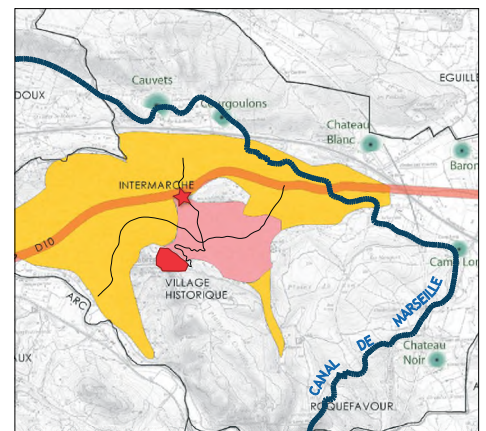 Cauvets
EGUILLE
DOUX
Courgoulons
Chateau
Blanc
Baron
INTERMARCHE
D10
Camp Lon
VILLAGE
HISTORIQUE
ARC
CANAL DE MARSEILLE
Chateau
Noir
AUX
ROQUEFAVOUR